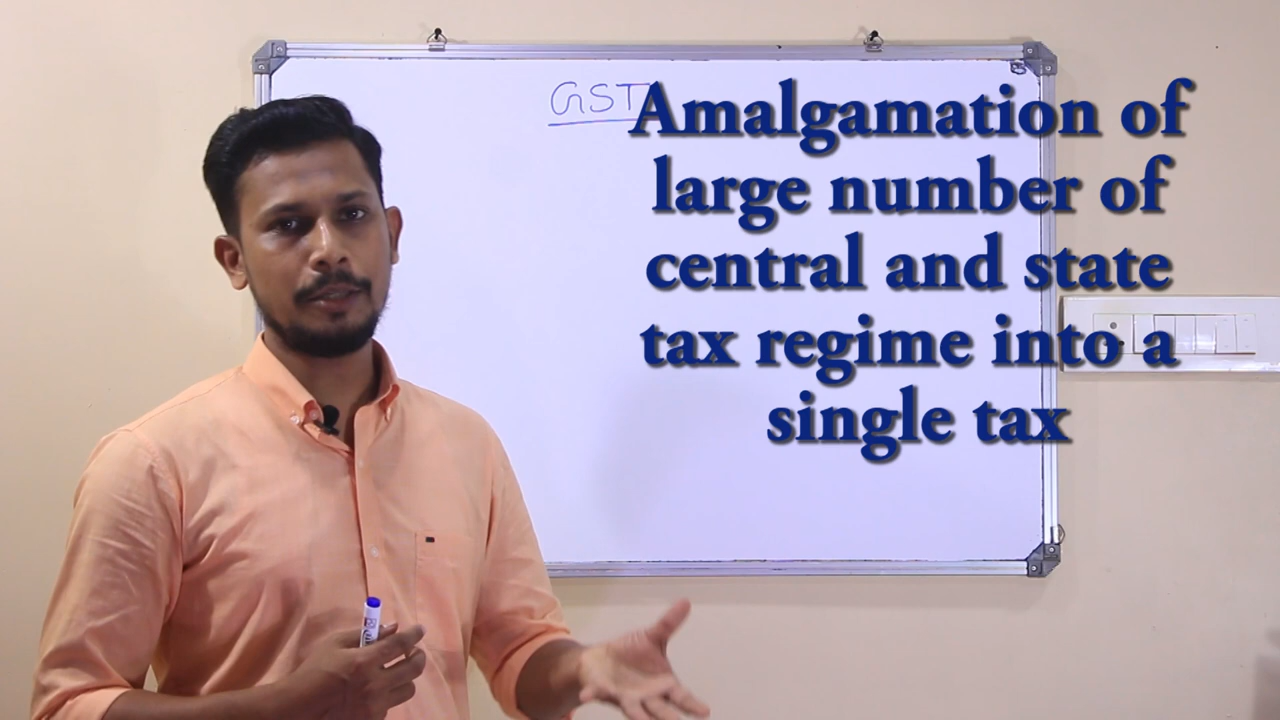 GST
Amalgamation of
large number of
central and state
tax regime into a
single tax